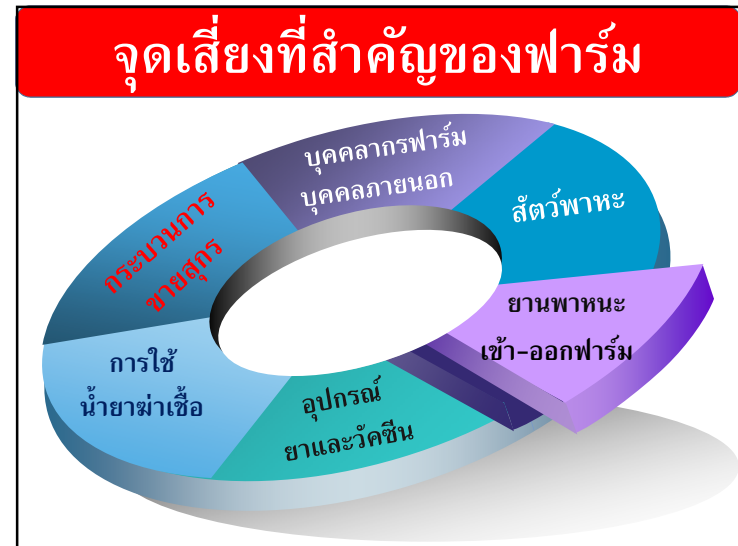 จุดเสี่ยงที่สำคัญของฟาร์ม
บุคคลากรฟาร์ม
บุคคลภายนอก
สัตว์พาหะ
ยานพาหนะ
เข้า-ออกฟาร์ม
อุปกรณ์
ยาและวัคซีน
การใช้
น้ำยาฆ่าเชื้อ
กระบวนการ
ขายสุกร